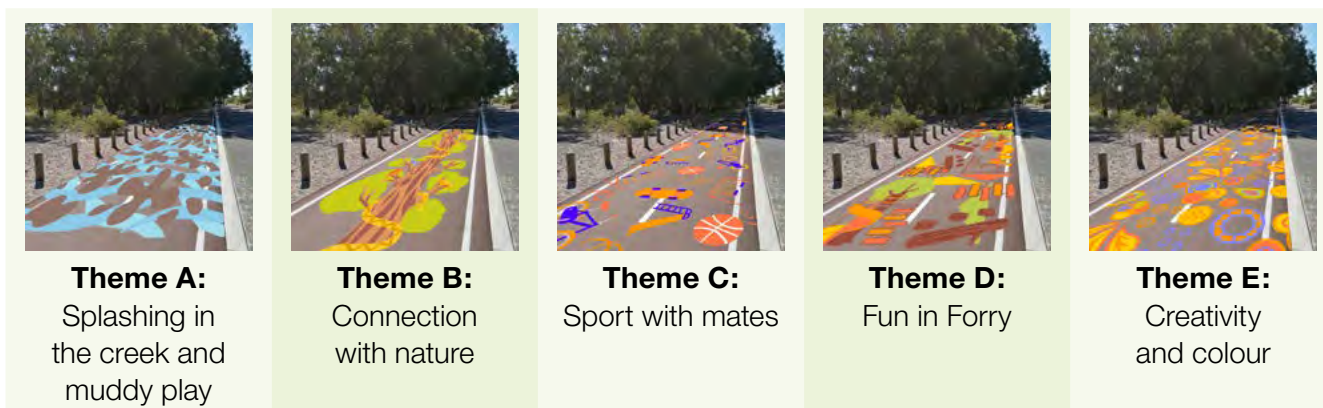 Theme A:
Splashing in
the creek and
muddy play
Theme B:
Connection
with nature
Theme C:
Sport with mates
Theme D:
Fun in Forry
Theme E:
Creativity
and colour